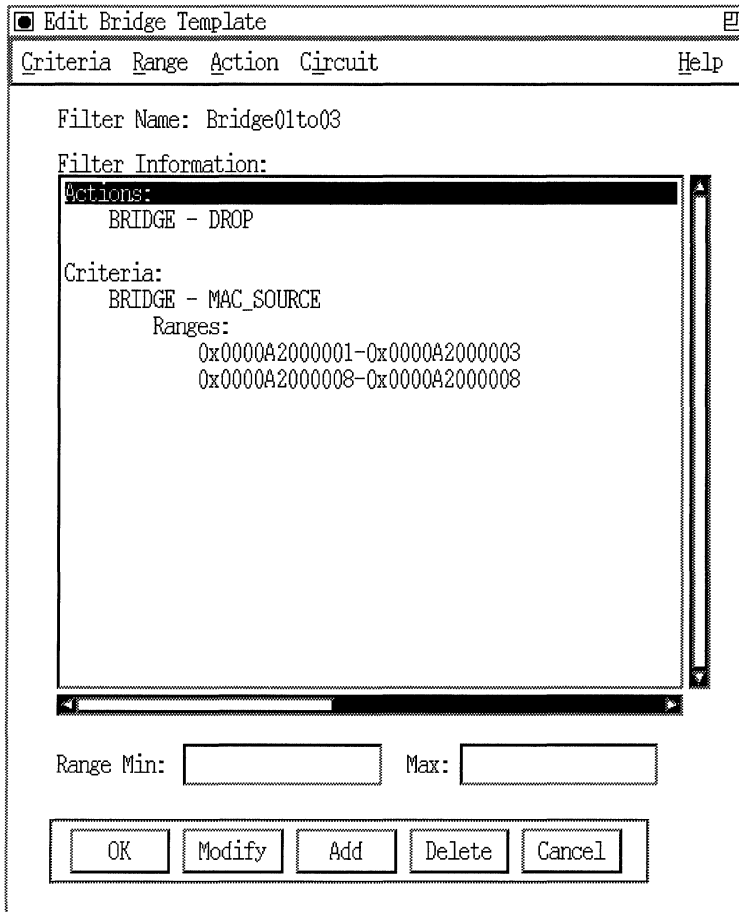 Edit Bridge Template
Criteria Range Action Circuit Help
Filter Name: Bridge01to03
Filter Information:
Actions:
BRIDGE - DROP
Criteria:
BRIDGE - MAC_SOURCE
Ranges:
0x0000A2000001-0x0000A2000003
0x0000A2000008-0x0000A2000008
Range Min: Max:
OK Modify Add Delete Cancel